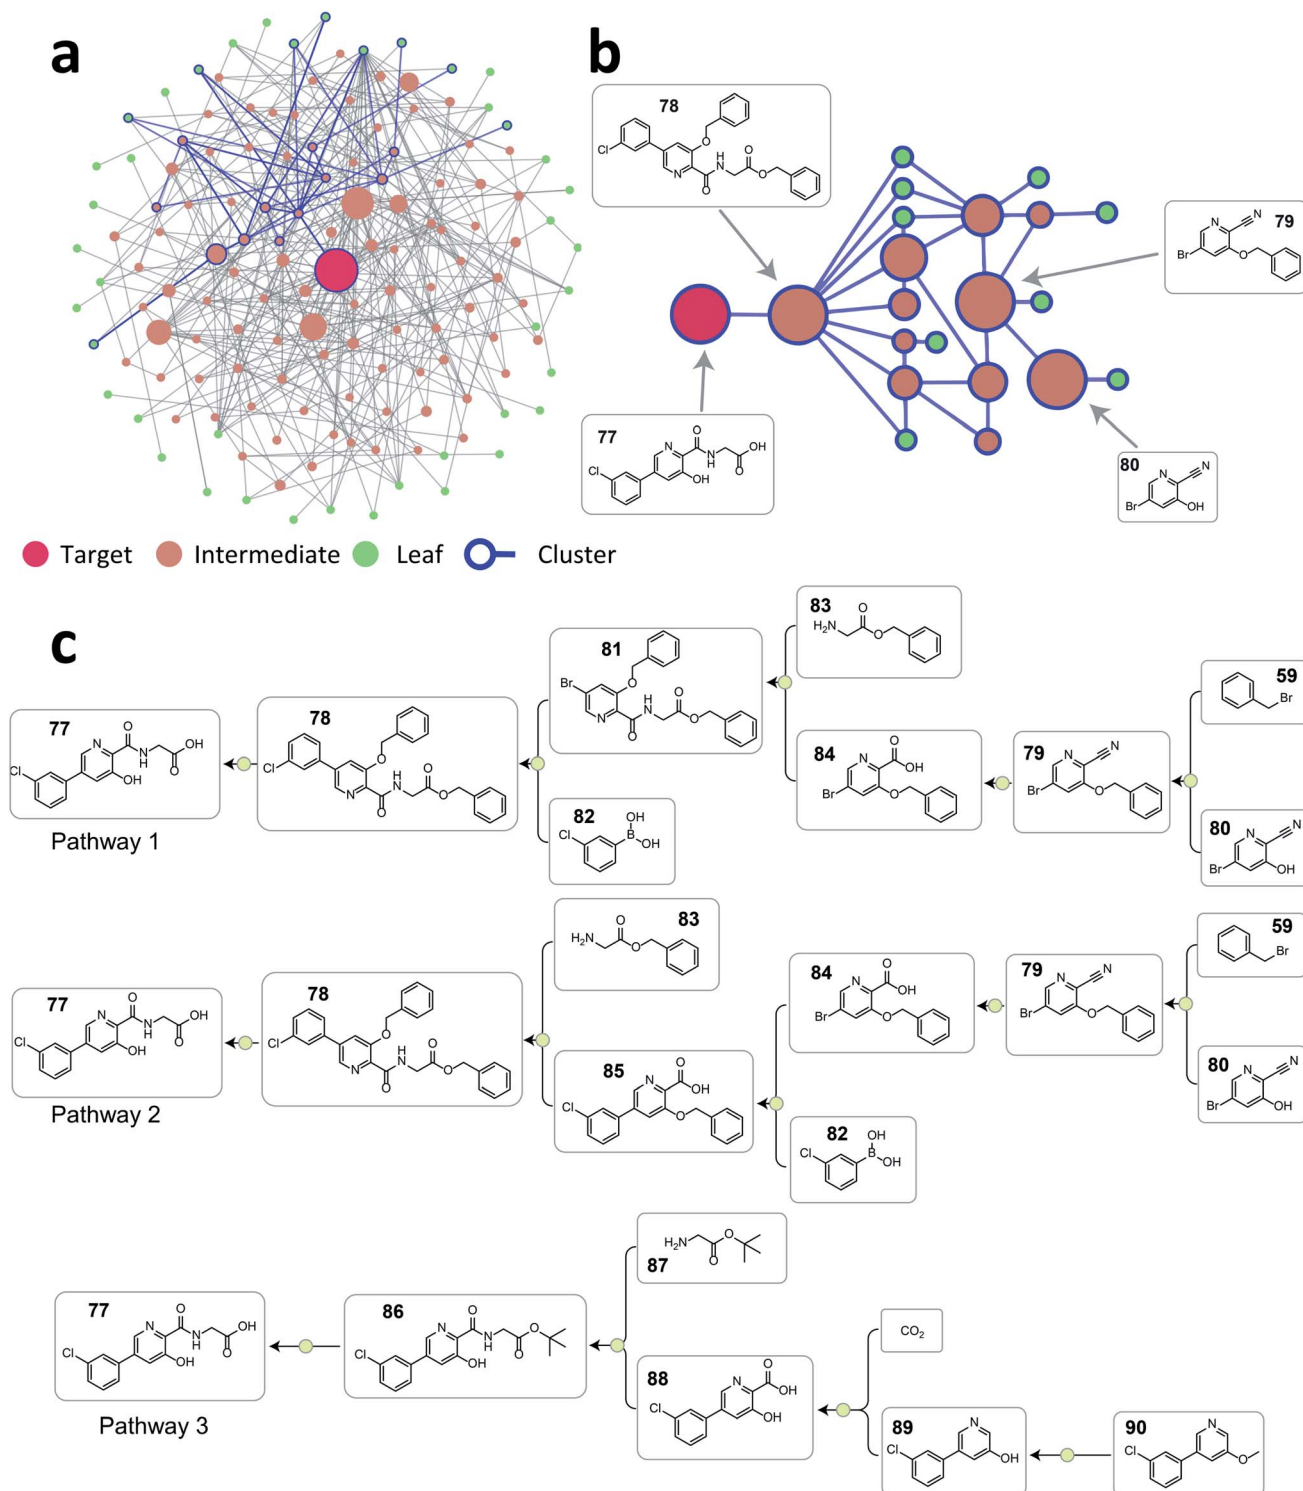 a
b
78
Cl
O
N
O
H
N
O
O
79
N
N
Br
O
77
N
O
N
H
OH
O
Cl
OH
80
N
N
Br
OH
Target Intermediate Leaf Cluster
c
83
H2N
O
O
81
Br
O
N
O
H
N
O
O
59
Br
77
N
O
N
H
OH
O
Cl
OH
Pathway 1
78
Cl
O
N
O
H
N
O
O
84
N
O
OH
Br
O
79
N
N
Br
O
82
Cl
OH
B
OH
80
N
N
Br
OH
83
H2N
O
O
59
Br
77
N
O
N
H
OH
O
Cl
OH
Pathway 2
78
Cl
O
N
O
H
N
O
O
84
N
O
OH
Br
O
79
N
N
Br
O
85
N
O
OH
Cl
O
80
N
N
Br
OH
82
Cl
OH
B
OH
87
H2N
O
O
77
N
O
N
H
OH
O
Cl
OH
Pathway 3
86
N
O
N
H
O
O
Cl
OH
CO2
88
N
O
OH
Cl
OH
89
N
Cl
OH
90
N
Cl
O